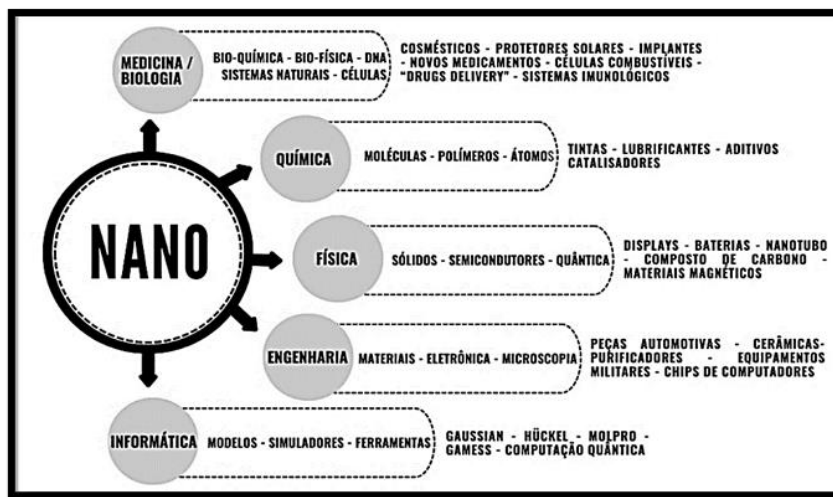 MEDICINA /
BIOLOGIA
BIO-QUÍMICA - BIO-FÍSICA - DNA
SISTEMAS NATURAIS - CÉLULAS
COSMÉSTICOS - PROTETORES SOLARES - IMPLANTES
- NOVOS MEDICAMENTOS - CÉLULAS COMBUSTÍVEIS -
"DRUGS DELIVERY" - SISTEMAS IMUNOLÓGICOS
QUÍMICA
MOLÉCULAS - POLÍMEROS - ÁTOMOS
TINTAS - LUBRIFICANTES - ADITIVOS
CATALISADORES
NANO
FÍSICA
SÓLIDOS - SEMICONDUTORES - QUÂNTICA
DISPLAYS - BATERIAS - NANOTUBO
- COMPOSTO DE CARBONO -
MATERIAIS MAGNÉTICOS
ENGENHARIA
MATERIAIS - ELETRÔNICA - MICROSCOPIA
PEÇAS AUTOMOTIVAS - CERÂMICAS-
PURIFICADORES - EQUIPAMENTOS
MILITARES - CHIPS DE COMPUTADORES
INFORMÁTICA
MODELOS - SIMULADORES - FERRAMENTAS
GAUSSIAN - HÜCKEL - MOLPRO -
GAMESS - COMPUTAÇÃO QUÂNTICA